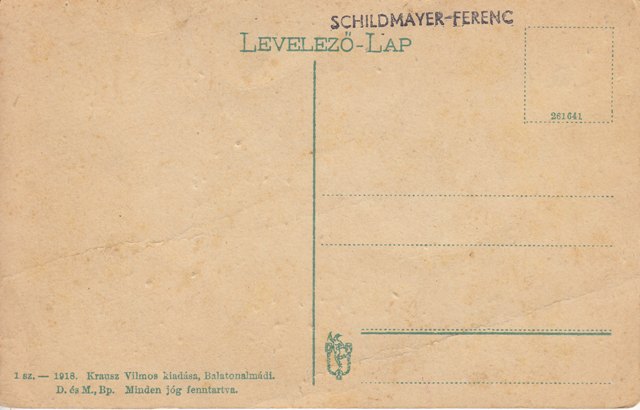 SCHILDMAYER-FERENC
LEVELEZŐ-LAP
261641
1 sz. — 1918. Krausz Vilmos kiadása, Balatonalmádi.
D. és M., Bp. Minden jóg fenntartva.